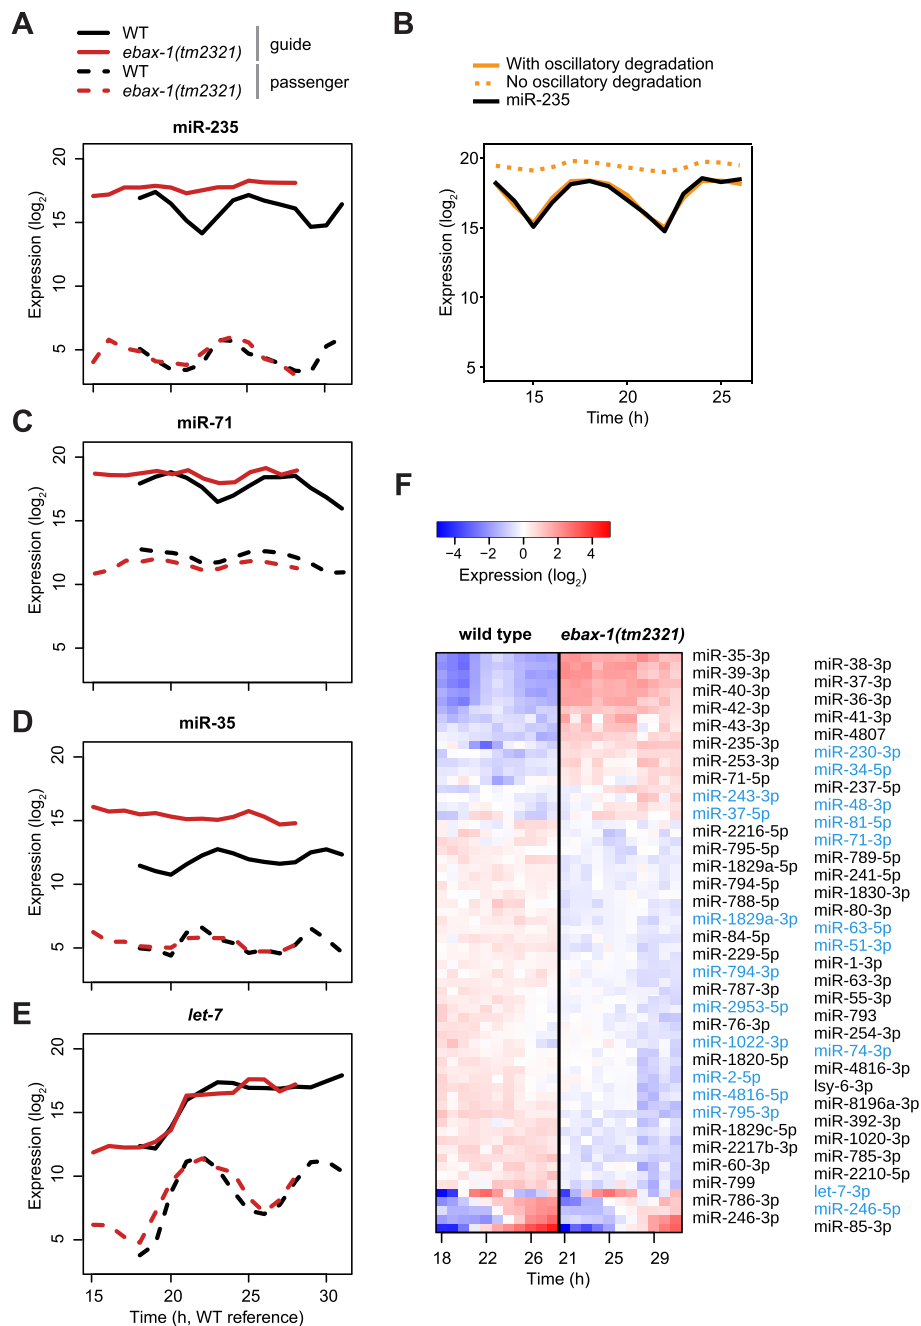 A
WT
ebax-1(tm2321)
guide
WT
ebax-1(tm2321)
passenger
miR-235
20
15
10
5
Expression (log2)
B
With oscillatory degradation
No oscillatory degradation
miR-235
20
15
10
5
Expression (log2)
15 20 25
Time (h)
C
miR-71
20
15
10
5
Expression (log2)
D
miR-35
20
15
10
5
Expression (log2)
E
let-7
20
15
10
5
Expression (log2)
15 20 25 30
Time (h, WT reference)
F
−4 −2 0 2 4
Expression (log2)
wild type
ebax-1(tm2321)
miR-35-3p
miR-39-3p
miR-40-3p
miR-42-3p
miR-43-3p
miR-235-3p
miR-253-3p
miR-71-5p
miR-243-3p
miR-37-5p
miR-2216-5p
miR-795-5p
miR-1829a-5p
miR-794-5p
miR-788-5p
miR-1829a-3p
miR-84-5p
miR-229-5p
miR-794-3p
miR-787-3p
miR-2953-5p
miR-76-3p
miR-1022-3p
miR-1820-5p
miR-2-5p
miR-4816-5p
miR-795-3p
miR-1829c-5p
miR-2217b-3p
miR-60-3p
miR-799
miR-786-3p
miR-246-3p
miR-38-3p
miR-37-3p
miR-36-3p
miR-41-3p
miR-4807
miR-230-3p
miR-34-5p
miR-237-5p
miR-48-3p
miR-81-5p
miR-71-3p
miR-789-5p
miR-241-5p
miR-1830-3p
miR-80-3p
miR-63-5p
miR-51-3p
miR-1-3p
miR-63-3p
miR-55-3p
miR-793
miR-254-3p
miR-74-3p
miR-4816-3p
lsy-6-3p
miR-8196a-3p
miR-392-3p
miR-1020-3p
miR-785-3p
miR-2210-5p
let-7-3p
miR-246-5p
miR-85-3p
18 22 26 21 25 29
Time (h)